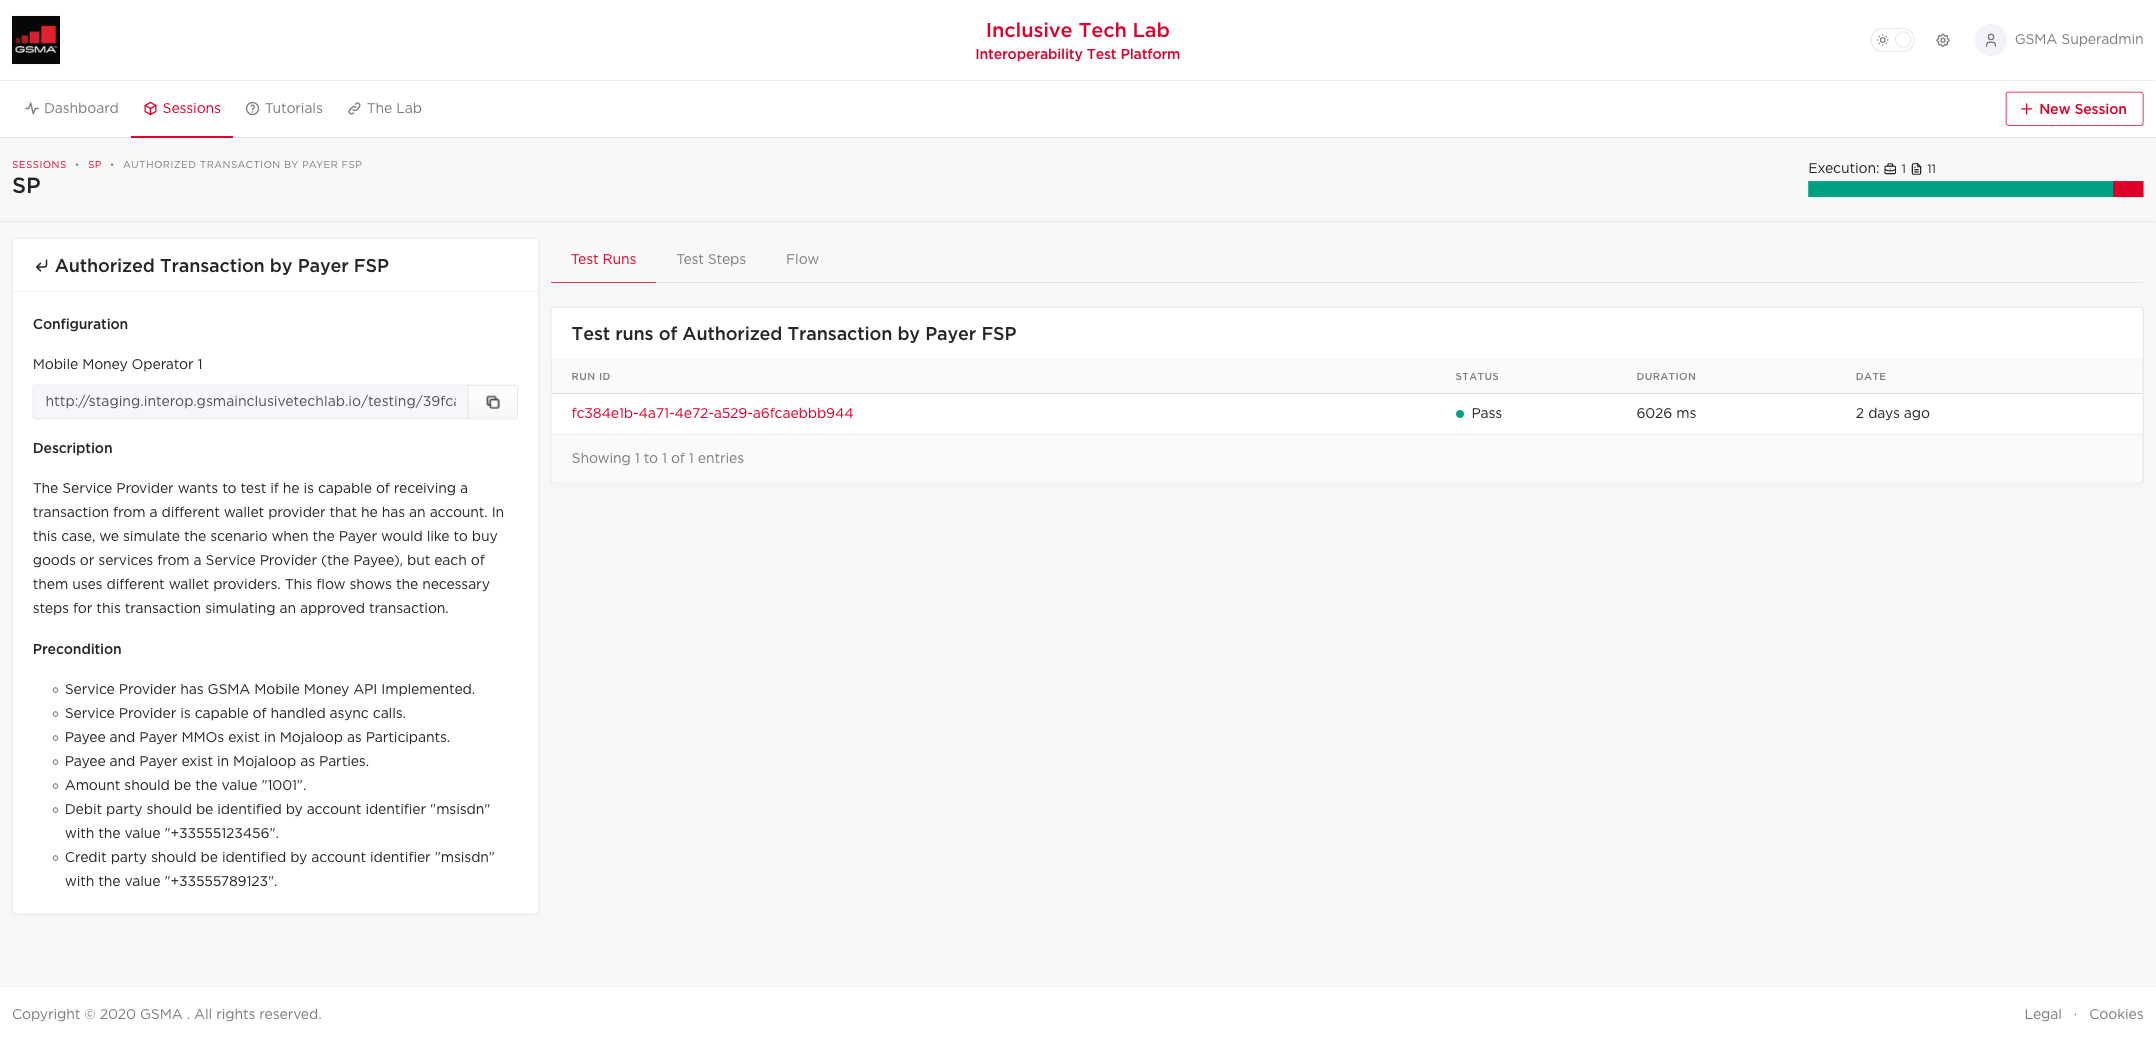 GSMA
Inclusive Tech Lab
Interoperability Test Platform
GSMA Superadmin
Dashboard
Sessions
Tutorials
The Lab
New Session
SESSIONS • SP • AUTHORIZED TRANSACTION BY PAYER FSP
SP
Execution: 1 11
Authorized Transaction by Payer FSP
Configuration
Mobile Money Operator 1
http://staging.interop.gsmainclusivetechlab.io/testing/39fca
Description
The Service Provider wants to test if he is capable of receiving a
transaction from a different wallet provider that he has an account. In
this case, we simulate the scenario when the Payer would like to buy
goods or services from a Service Provider (the Payee), but each of
them uses different wallet providers. This flow shows the necessary
steps for this transaction simulating an approved transaction.
Precondition
Service Provider has GSMA Mobile Money API Implemented.
Service Provider is capable of handled async calls.
Payee and Payer MMOs exist in Mojaloop as Participants.
Payee and Payer exist in Mojaloop as Parties.
Amount should be the value "1001".
Debit party should be identified by account identifier "msisdn"
with the value "+33555123456".
Credit party should be identified by account identifier "msisdn"
with the value "+33555789123".
Test Runs
Test Steps
Flow
Test runs of Authorized Transaction by Payer FSP
RUN ID STATUS DURATION DATE
fc384e1b-4a71-4e72-a529-a6fcaebbb944 Pass 6026 ms 2 days ago
Showing 1 to 1 of 1 entries
Copyright © 2020 GSMA . All rights reserved.
Legal · Cookies